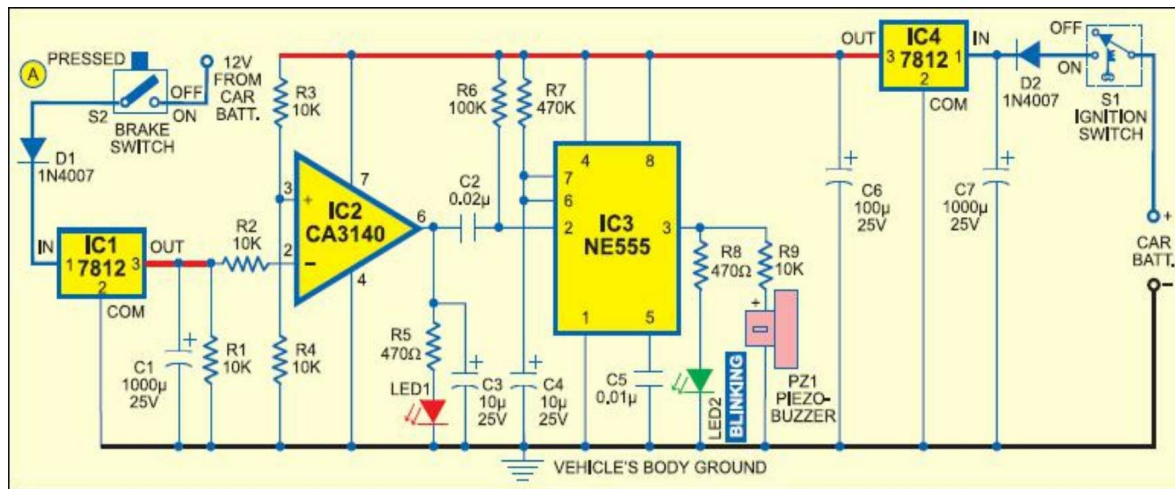 A
PRESSED
12V
FROM
CAR
BATT.
OFF
ON
S2
BRAKE
SWITCH
D1
1N4007
IN
OUT
IC1
1 7812 3
2
COM
C1
1000µ
25V
+
R1
10K
R2
10K
R3
10K
R4
10K
3
+
2
–
7
IC2
CA3140
6
4
C2
0.02µ
R5
470Ω
LED1
+
C3
10µ
25V
R6
100K
R7
470K
+
C4
10µ
25V
4
8
7
6
2
IC3
NE555
3
1
5
C5
0.01µ
R8
470Ω
R9
10K
LED2
BLINKING
+
PZ1
PIEZO-
BUZZER
OUT
IC4
3 7812 1
2
IN
COM
+
C6
100µ
25V
+
C7
1000µ
25V
D2
1N4007
OFF
ON
S1
IGNITION
SWITCH
+
CAR
BATT.
–
VEHICLE'S BODY GROUND